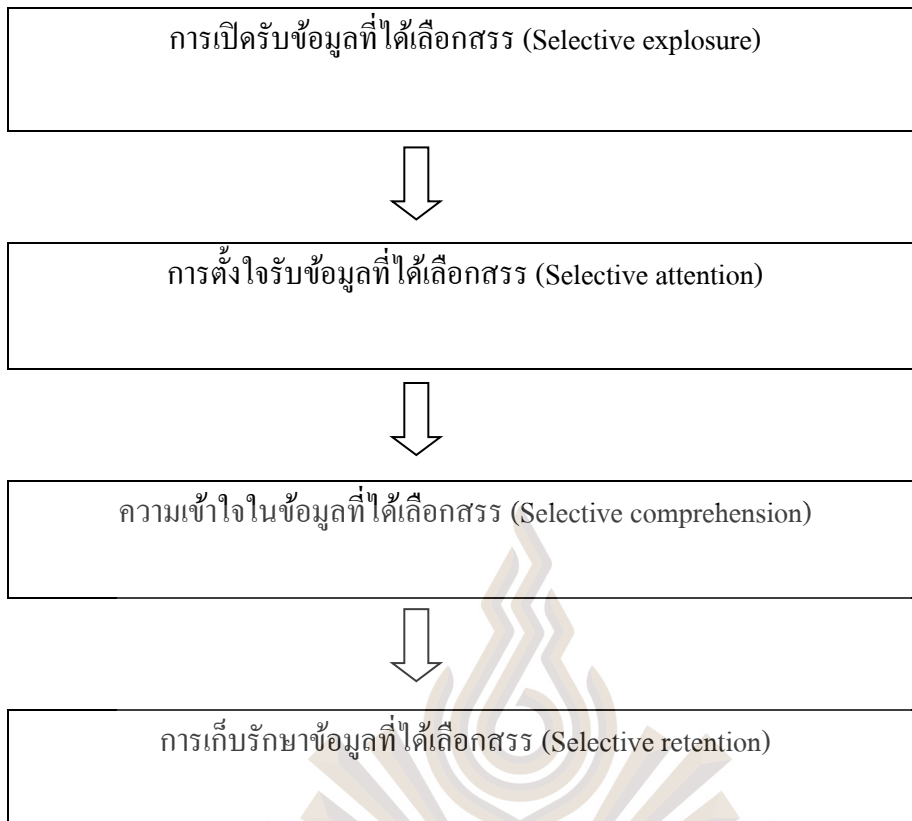 การเปิดรับข้อมูลที่ได้เลือกสรร (Selective explosure)
การตั้งใจรับข้อมูลที่ได้เลือกสรร (Selective attention)
ความเข้าใจในข้อมูลที่ได้เลือกสรร (Selective comprehension)
การเก็บรักษาข้อมูลที่ได้เลือกสรร (Selective retention)